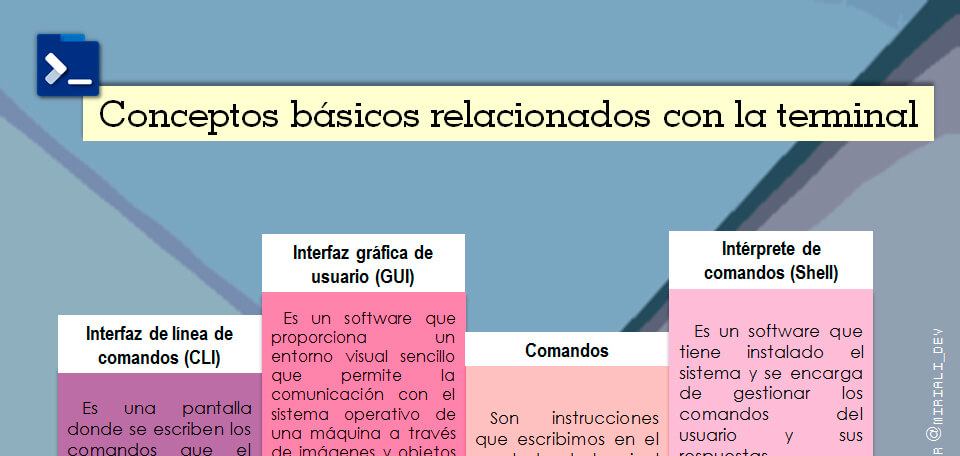 Conceptos básicos relacionados con la terminal
Interfaz de línea de
comandos (CLI)
Es una pantalla
donde se escriben los
comandos que el
Interfaz gráfica de
usuario (GUI)
Es un software que
proporciona un
entorno visual sencillo
que permite la
comunicación con el
sistema operativo de
una máquina a través
de imágenes y objetos
Comandos
Son instrucciones
que escribimos en el
Intérprete de
comandos (Shell)
Es un software que
tiene instalado el
sistema y se encarga
de gestionar los
comandos del
usuario y sus
respuestas
R @MIRIALI_DEV